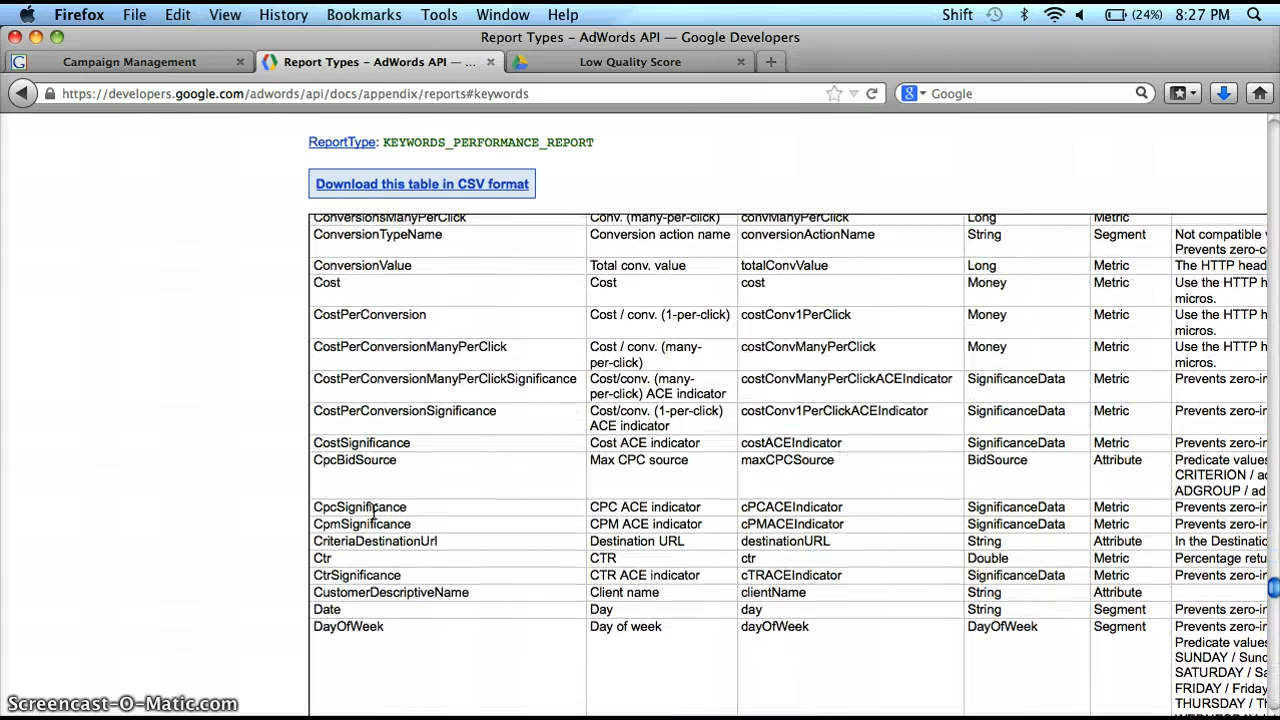 Firefox File Edit View History Bookmarks Tools Window Help Shift (24%) 8:27 PM
Report Types - AdWords API — Google Developers
Campaign Management Report Types - AdWords API — ... Low Quality Score
https://developers.google.com/adwords/api/docs/appendix/reports#keywords Google
ReportType: KEYWORDS_PERFORMANCE_REPORT
Download this table in CSV format
ConversionsManyPerClick Conv. (many-per-click) convManyPerClick Long Metric
ConversionTypeName Conversion action name conversionActionName String Segment Not compatible
Prevents zero-c
ConversionValue Total conv. value totalConvValue Long Metric The HTTP head
Cost Cost cost Money Metric Use the HTTP h
micros.
CostPerConversion Cost / conv. (1-per-click) costConv1PerClick Money Metric Use the HTTP h
micros.
CostPerConversionManyPerClick Cost / conv. (many- costConvManyPerClick Money Metric Use the HTTP h
per-click) micros.
CostPerConversionManyPerClickSignificance Cost/conv. (many- costConvManyPerClickACEIndicator SignificanceData Metric Prevents zero-i
per-click) ACE indicator
CostPerConversionSignificance Cost/conv. (1-per-click) costConv1PerClickACEIndicator SignificanceData Metric Prevents zero-i
ACE indicator
CostSignificance Cost ACE indicator costACEIndicator SignificanceData Metric Prevents zero-i
CpcBidSource Max CPC source maxCPCSource BidSource Attribute Predicate values
CRITERION / a
ADGROUP / ad
CpcSignificance CPC ACE indicator cPCACEIndicator SignificanceData Metric Prevents zero-i
CpmSignificance CPM ACE indicator cPMACEIndicator SignificanceData Metric Prevents zero-i
CriteriaDestinationUrl Destination URL destinationURL String Attribute In the Destinatio
Ctr CTR ctr Double Metric Percentage retu
CtrSignificance CTR ACE indicator cTRACEIndicator SignificanceData Metric Prevents zero-i
CustomerDescriptiveName Client name clientName String Attribute
Date Day day String Segment Prevents zero-i
DayOfWeek Day of week dayOfWeek DayOfWeek Segment Prevents zero-i
Predicate values
SUNDAY / Sund
SATURDAY / Sa
FRIDAY / Friday
THURSDAY / Th
Screencast-O-Matic.com